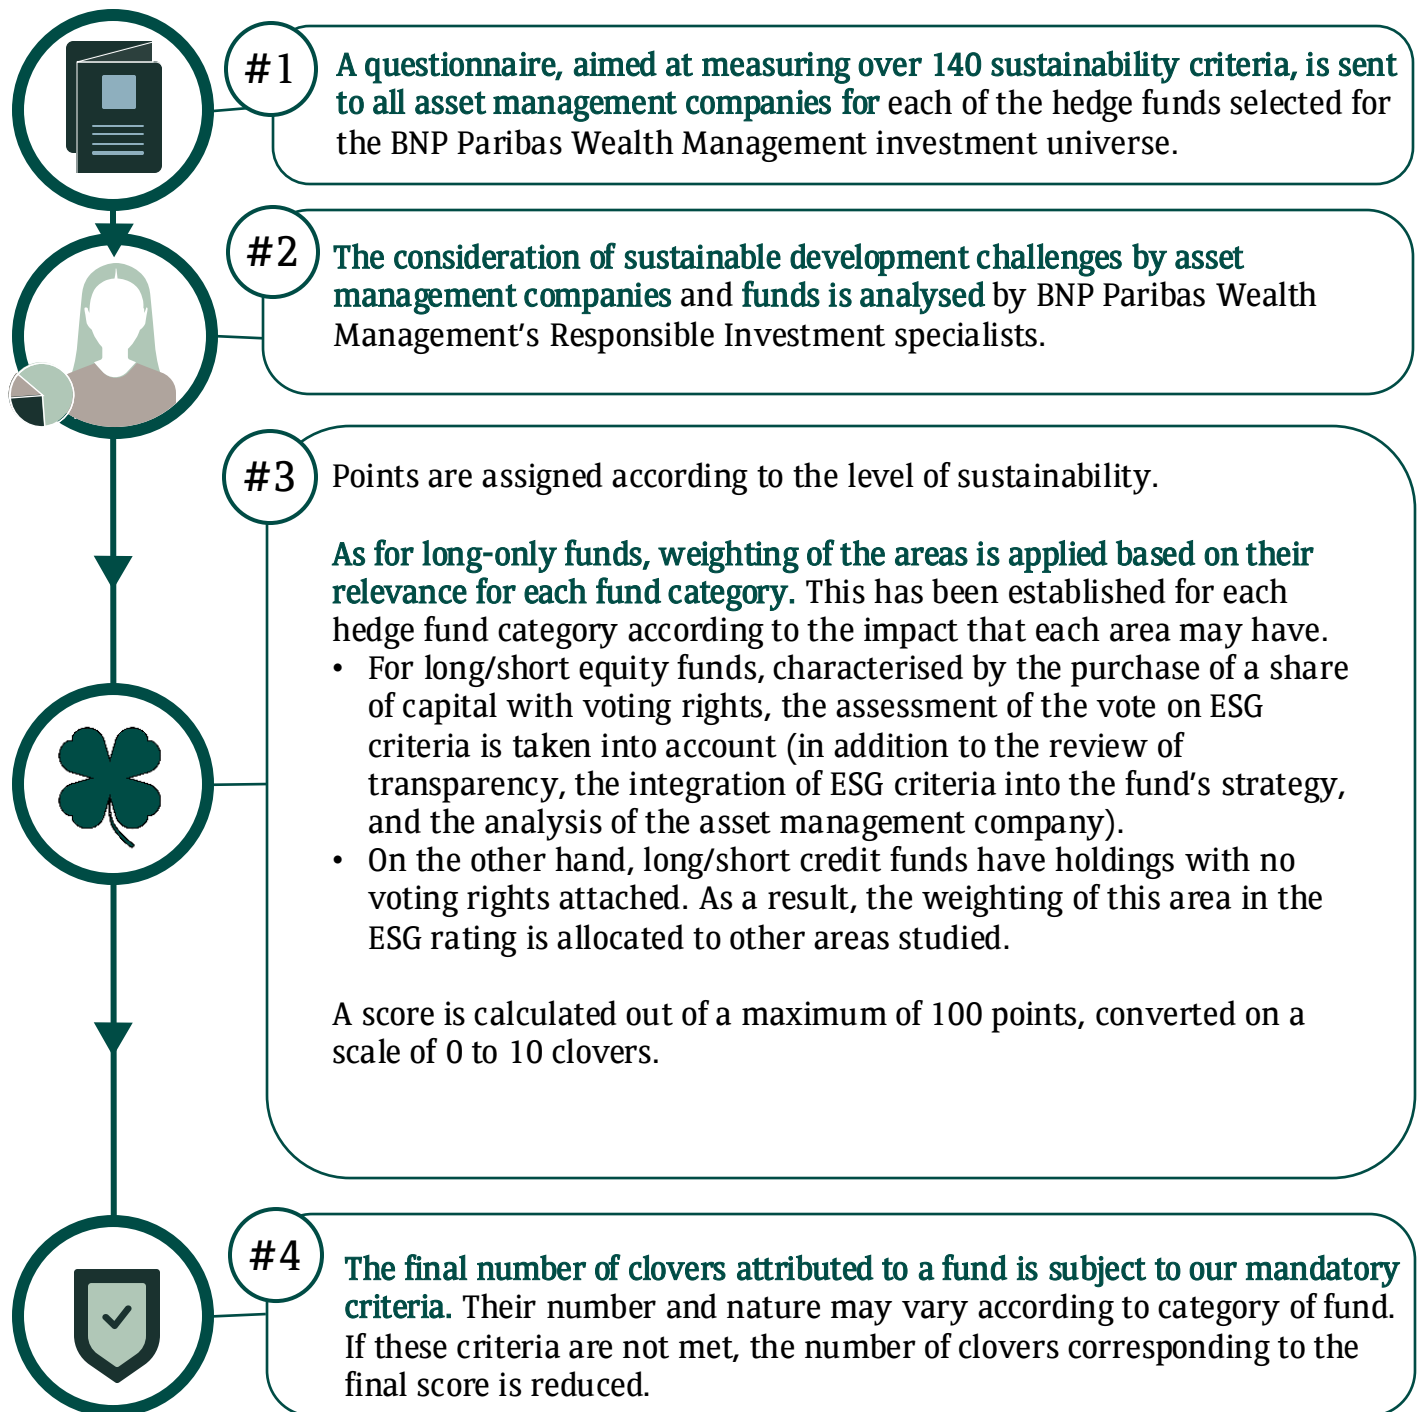 #1
A questionnaire, aimed at measuring over 140 sustainability criteria, is sent
to all asset management companies for each of the hedge funds selected for
the BNP Paribas Wealth Management investment universe.
#2
The consideration of sustainable development challenges by asset
management companies and funds is analysed by BNP Paribas Wealth
Management’s Responsible Investment specialists.
#3
Points are assigned according to the level of sustainability.
As for long-only funds, weighting of the areas is applied based on their
relevance for each fund category. This has been established for each
hedge fund category according to the impact that each area may have.
• For long/short equity funds, characterised by the purchase of a share
of capital with voting rights, the assessment of the vote on ESG
criteria is taken into account (in addition to the review of
transparency, the integration of ESG criteria into the fund’s strategy,
and the analysis of the asset management company).
• On the other hand, long/short credit funds have holdings with no
voting rights attached. As a result, the weighting of this area in the
ESG rating is allocated to other areas studied.
A score is calculated out of a maximum of 100 points, converted on a
scale of 0 to 10 clovers.
#4
The final number of clovers attributed to a fund is subject to our mandatory
criteria. Their number and nature may vary according to category of fund.
If these criteria are not met, the number of clovers corresponding to the
final score is reduced.